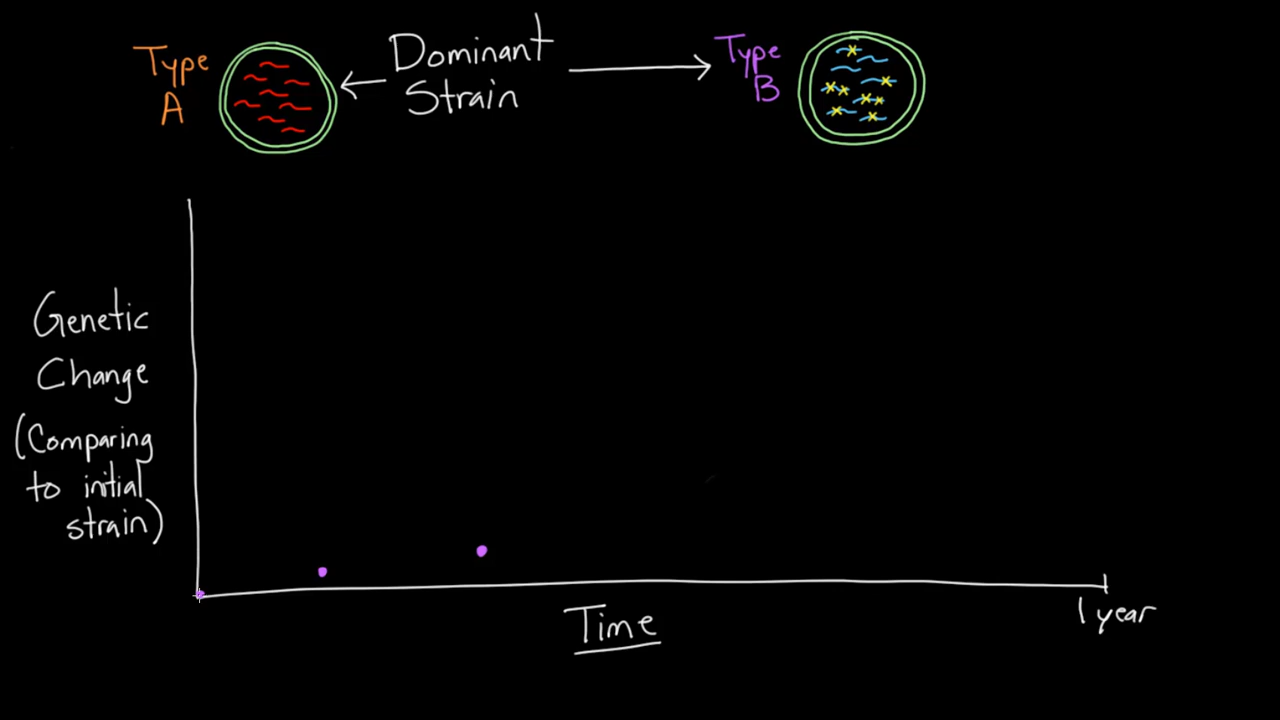 Type
A
Dominant
Strain
Type
B
Genetic
Change
(Comparing
to initial
strain)
Time
1 year